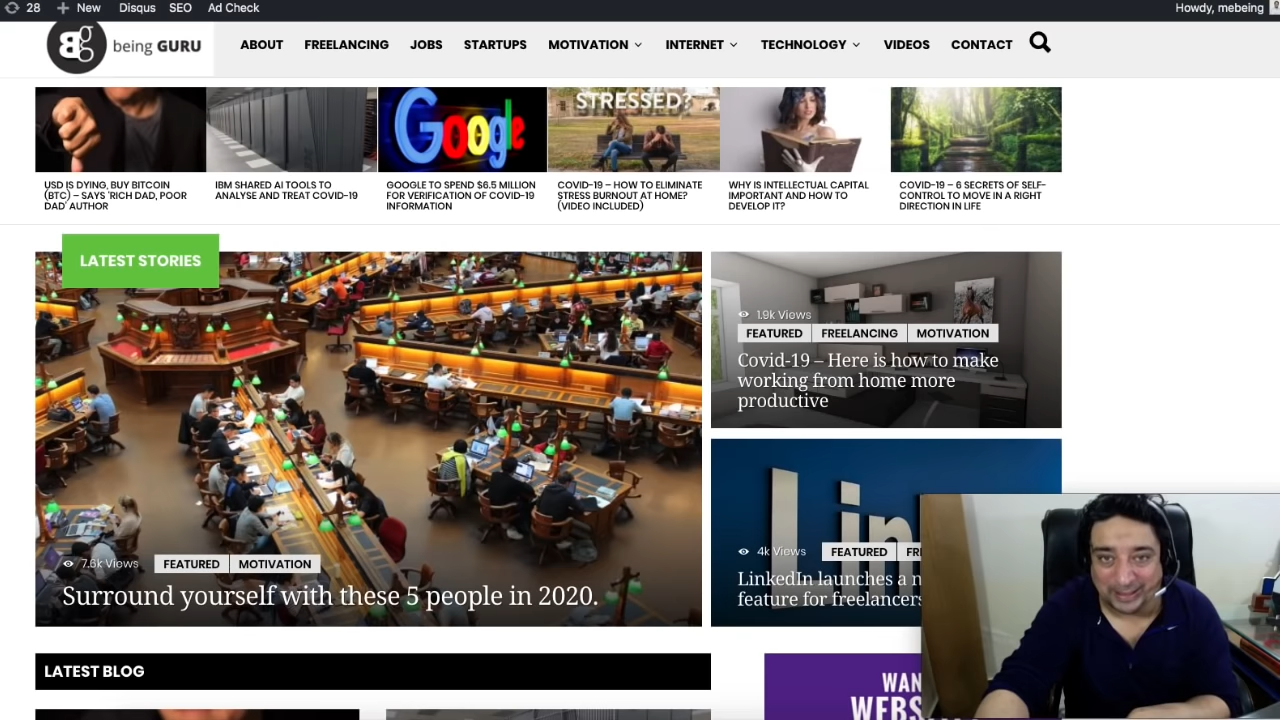 28 New Disqus SEO Ad Check Howdy, mebeing
being GURU ABOUT FREELANCING JOBS STARTUPS MOTIVATION INTERNET TECHNOLOGY VIDEOS CONTACT
STRESSED?
Google
USD IS DYING, BUY BITCOIN
(BTC) – SAYS 'RICH DAD, POOR
DAD' AUTHOR
IBM SHARED AI TOOLS TO
ANALYSE AND TREAT COVID-19
GOOGLE TO SPEND $6.5 MILLION
FOR VERIFICATION OF COVID-19
INFORMATION
COVID-19 – HOW TO ELIMINATE
STRESS BURNOUT AT HOME?
(VIDEO INCLUDED)
WHY IS INTELLECTUAL CAPITAL
IMPORTANT AND HOW TO
DEVELOP IT?
COVID-19 – 6 SECRETS OF SELF-
CONTROL TO MOVE IN A RIGHT
DIRECTION IN LIFE
LATEST STORIES
7.6k Views FEATURED MOTIVATION
Surround yourself with these 5 people in 2020.
1.9k Views
FEATURED FREELANCING MOTIVATION
Covid-19 – Here is how to make
working from home more
productive
Lin
4k Views FEATURED FR
LinkedIn launches a n
feature for freelancers
LATEST BLOG
WAN
WEBS